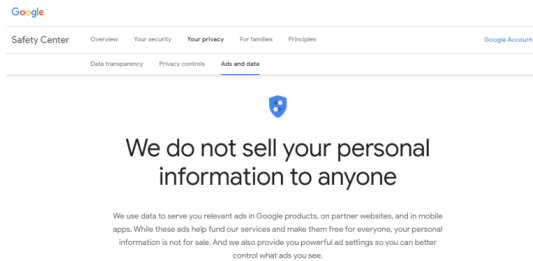 Google
Safety Center Overview Your security Your privacy For families Principles Google Account
Data transparency Privacy controls Ads and data
We do not sell your personal
information to anyone
We use data to serve you relevant ads in Google products, on partner websites, and in mobile
apps. While these ads help fund our services and make them free for everyone, your personal
information is not for sale. And we also provide you powerful ad settings so you can better
control what ads you see.